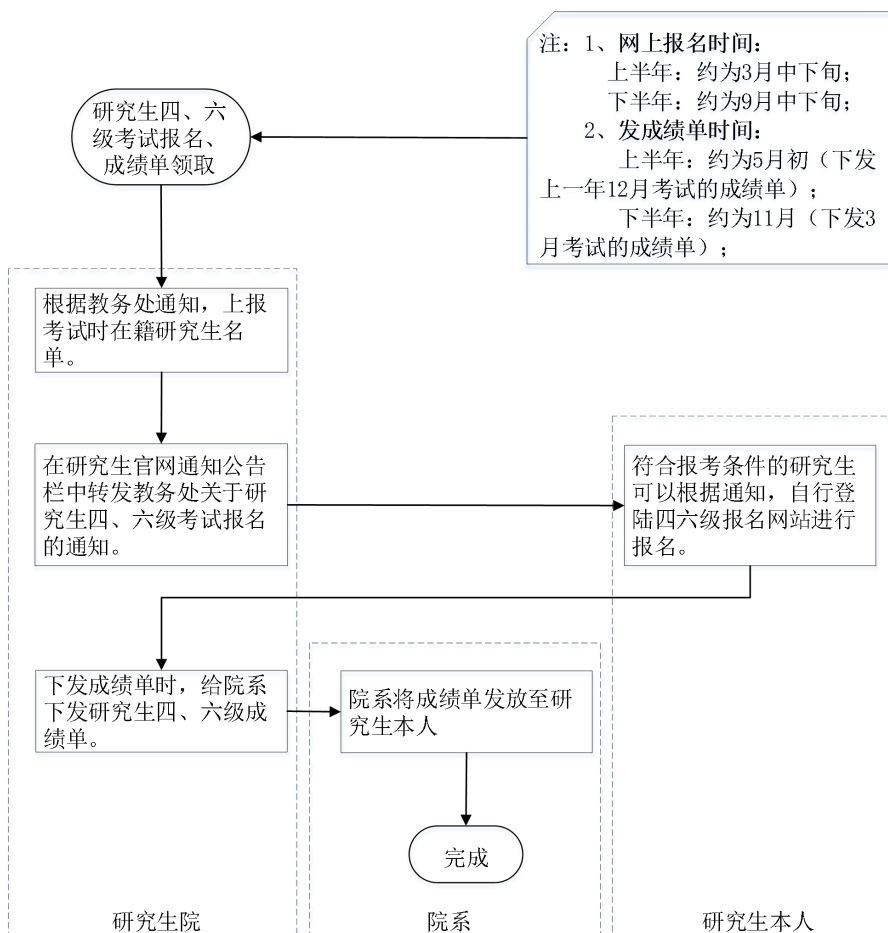 注：1、网上报名时间：
上半年：约为3月中下旬；
下半年：约为9月中下旬；
2、发成绩单时间：
上半年：约为5月初（下发
上一年12月考试的成绩单）；
下半年：约为11月（下发3
月考试的成绩单）；
研究生四、六
级考试报名、
成绩单领取
根据教务处通知，上报
考试时在籍研究生名
单。
在研究生官网通知公告
栏中转发教务处关于研
究生四、六级考试报名
的通知。
符合报考条件的研究生
可以根据通知，自行登
陆四六级报名网站进行
报名。
下发成绩单时，给院系
下发研究生四、六级成
绩单。
院系将成绩单发放至研
究生本人
完成
研究生院
院系
研究生本人